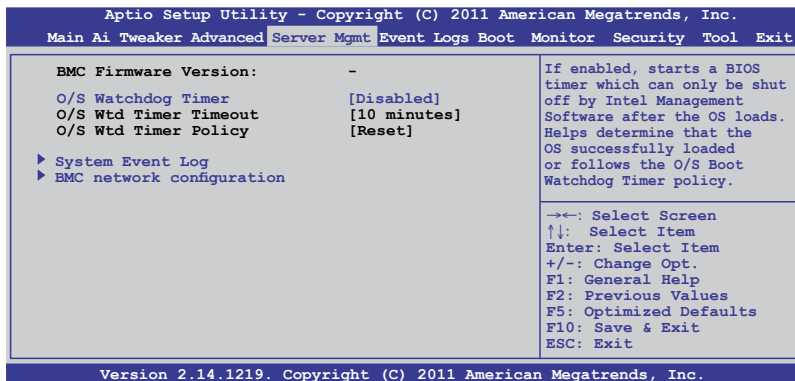 Aptio Setup Utility - Copyright (C) 2011 American Megatrends, Inc.
Main Ai Tweaker Advanced Server Mgmt Event Logs Boot Monitor Security Tool Exit
BMC Firmware Version: -
O/S Watchdog Timer [Disabled]
O/S Wtd Timer Timeout [10 minutes]
O/S Wtd Timer Policy [Reset]
System Event Log
BMC network configuration
If enabled, starts a BIOS
timer which can only be shut
off by Intel Management
Software after the OS loads.
Helps determine that the
OS successfully loaded
or follows the O/S Boot
Watchdog Timer policy.
→←: Select Screen
↑↓: Select Item
Enter: Select Item
+/-: Change Opt.
F1: General Help
F2: Previous Values
F5: Optimized Defaults
F10: Save & Exit
ESC: Exit
Version 2.14.1219. Copyright (C) 2011 American Megatrends, Inc.